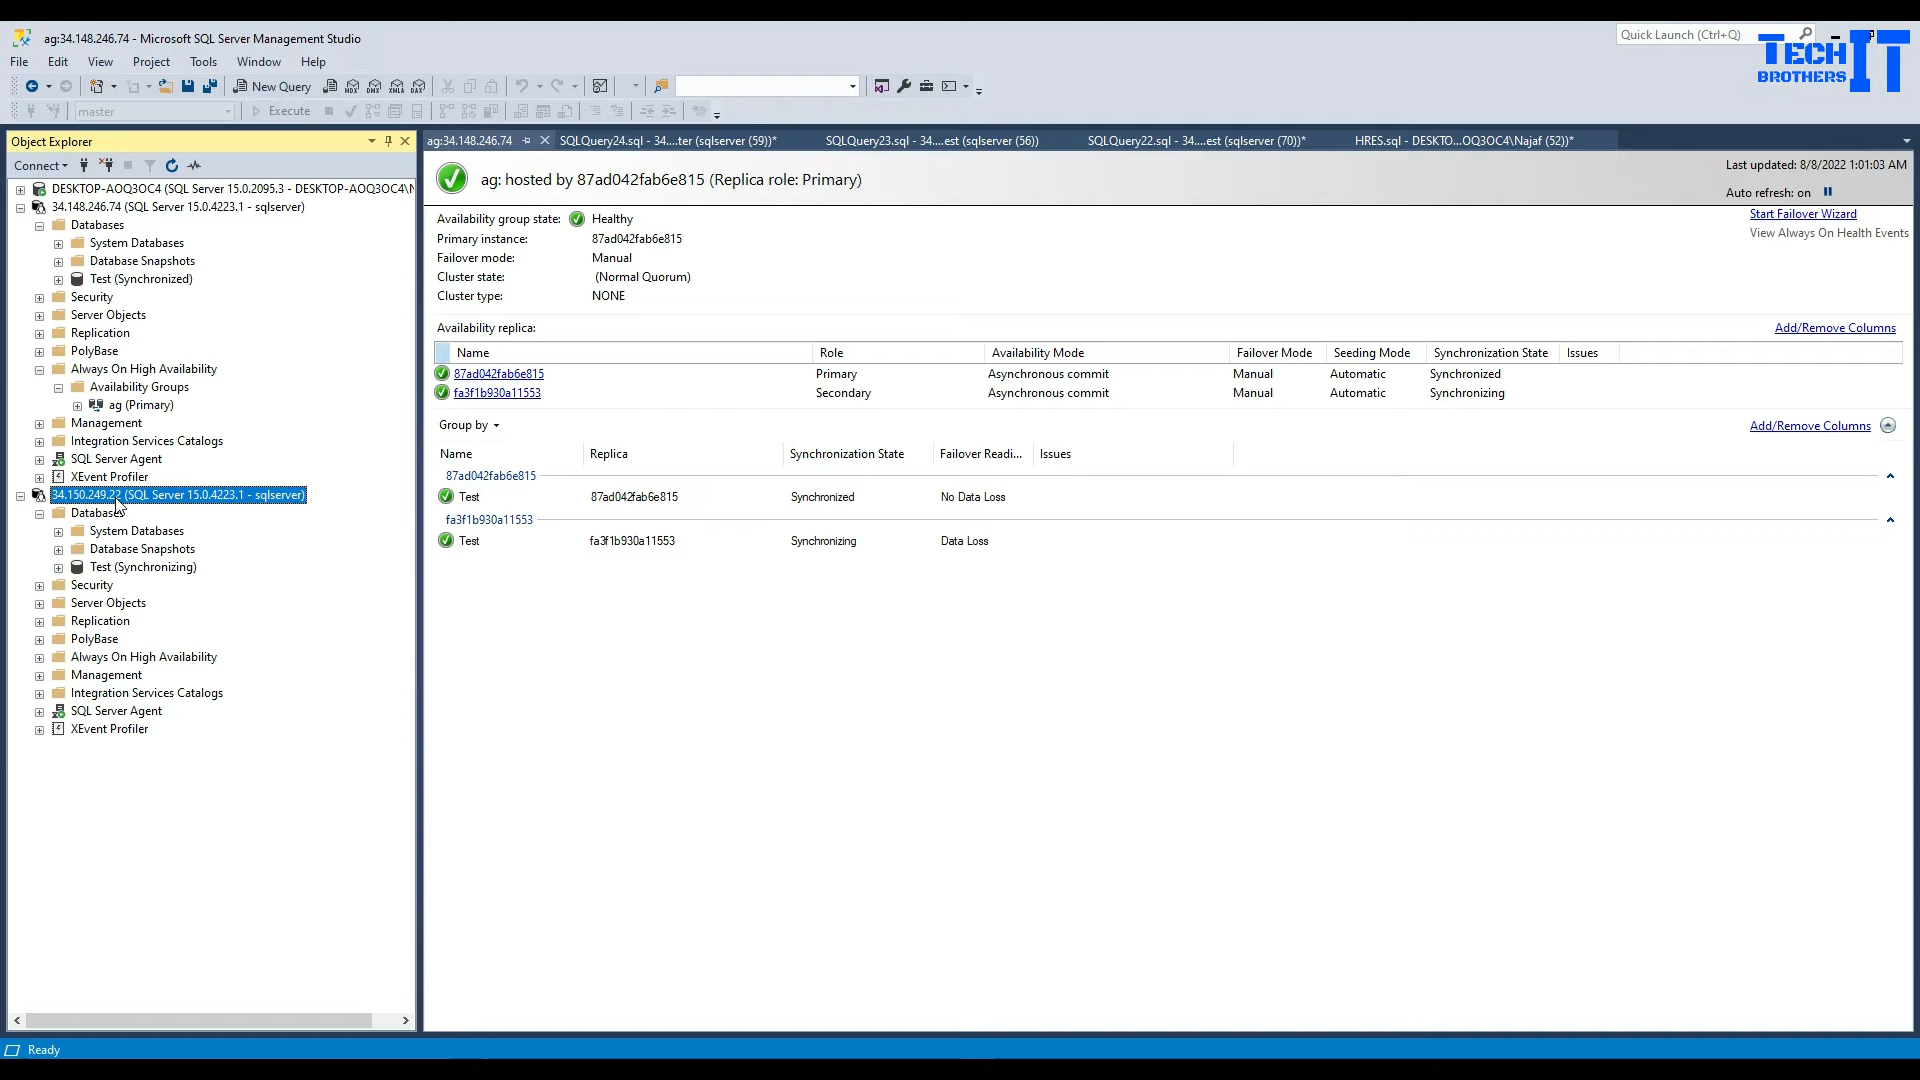 ag:34.148.246.74 - Microsoft SQL Server Management Studio
Quick Launch (Ctrl+Q)
TECH IT
BROTHERS
File Edit View Project Tools Window Help
New Query
MDX DMX XMLA DAX
master
Execute
Object Explorer
ag:34.148.246.74
SQLQuery24.sql - 34....ter (sqlserver (59))*
SQLQuery23.sql - 34....est (sqlserver (56))
SQLQuery22.sql - 34....est (sqlserver (70))*
HRES.sql - DESKTO...OQ3OC4\Najaf (52))*
Connect
DESKTOP-AOQ3OC4 (SQL Server 15.0.2095.3 - DESKTOP-AOQ3OC4\N
34.148.246.74 (SQL Server 15.0.4223.1 - sqlserver)
Databases
System Databases
Database Snapshots
Test (Synchronized)
Security
Server Objects
Replication
PolyBase
Always On High Availability
Availability Groups
ag (Primary)
Management
Integration Services Catalogs
SQL Server Agent
XEvent Profiler
34.150.249.22 (SQL Server 15.0.4223.1 - sqlserver)
Databases
System Databases
Database Snapshots
Test (Synchronizing)
Security
Server Objects
Replication
PolyBase
Always On High Availability
Management
Integration Services Catalogs
SQL Server Agent
XEvent Profiler
ag: hosted by 87ad042fab6e815 (Replica role: Primary)
Last updated: 8/8/2022 1:01:03 AM
Auto refresh: on
Availability group state: Healthy
Start Failover Wizard
Primary instance: 87ad042fab6e815
View Always On Health Events
Failover mode: Manual
Cluster state: (Normal Quorum)
Cluster type: NONE
Availability replica:
Add/Remove Columns
Name Role Availability Mode Failover Mode Seeding Mode Synchronization State Issues
87ad042fab6e815 Primary Asynchronous commit Manual Automatic Synchronized
fa3f1b930a11553 Secondary Asynchronous commit Manual Automatic Synchronizing
Group by
Add/Remove Columns
Name Replica Synchronization State Failover Readi... Issues
87ad042fab6e815
Test 87ad042fab6e815 Synchronized No Data Loss
fa3f1b930a11553
Test fa3f1b930a11553 Synchronizing Data Loss
Ready